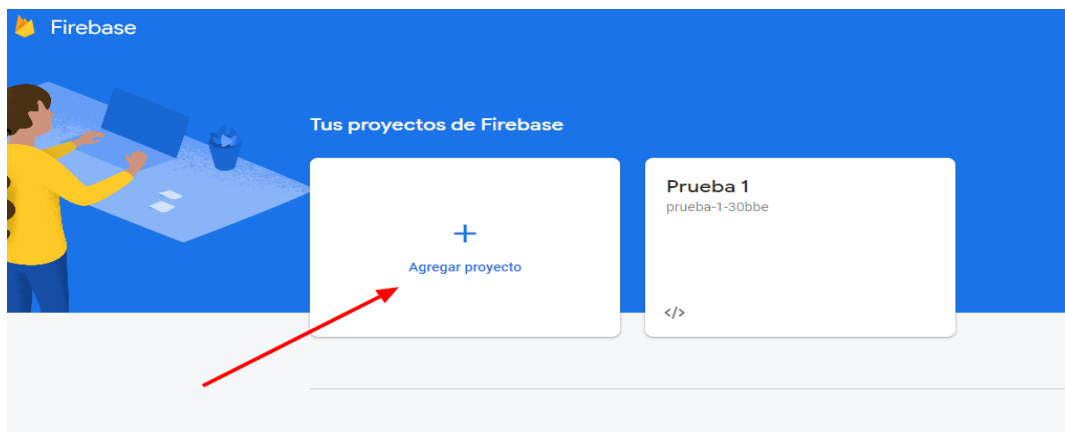 Firebase
Tus proyectos de Firebase
+
Agregar proyecto
Prueba 1
prueba-1-30bbe
</>